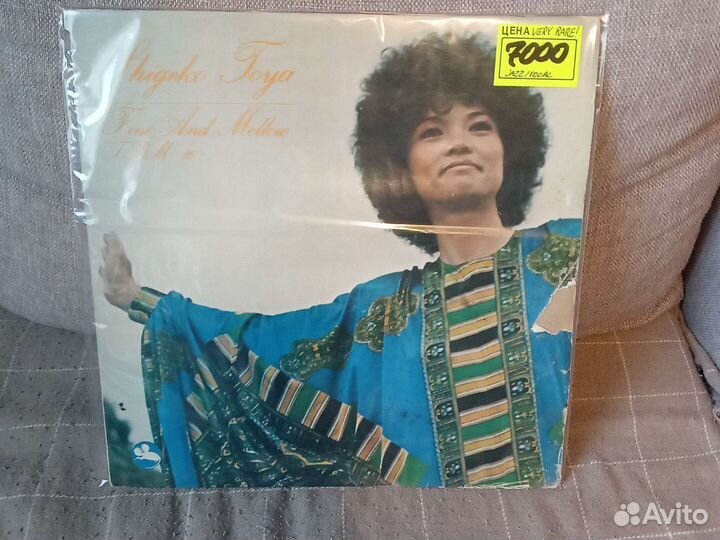 Shigeko Toya
Fine And Mellow
ЦЕНА VERY RARE!
7000
JAZZ/VOCAL
Avito